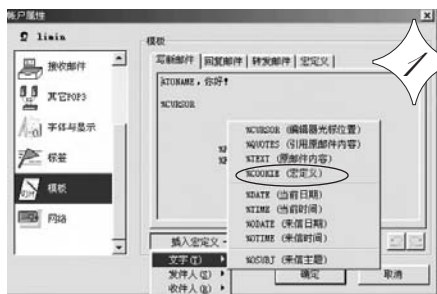 帐户属性
limin
接收邮件
其它POP3
字体与显示
标签
模板
网络
模板
写新邮件 回复邮件 转发邮件 宏定义
%TONAME，你好！
%CURSOR
%CURSOR (编辑器光标位置)
%QUOTES (引用原邮件内容)
%TEXT (原邮件内容)
%COOKIE (宏定义)
%DATE (当前日期)
%TIME (当前时间)
%ODATE (来信日期)
%OTIME (来信时间)
%OSUBJ (来信主题)
插入宏定义
文字(T)
发件人(S)
收件人(R)
确定
取消
1